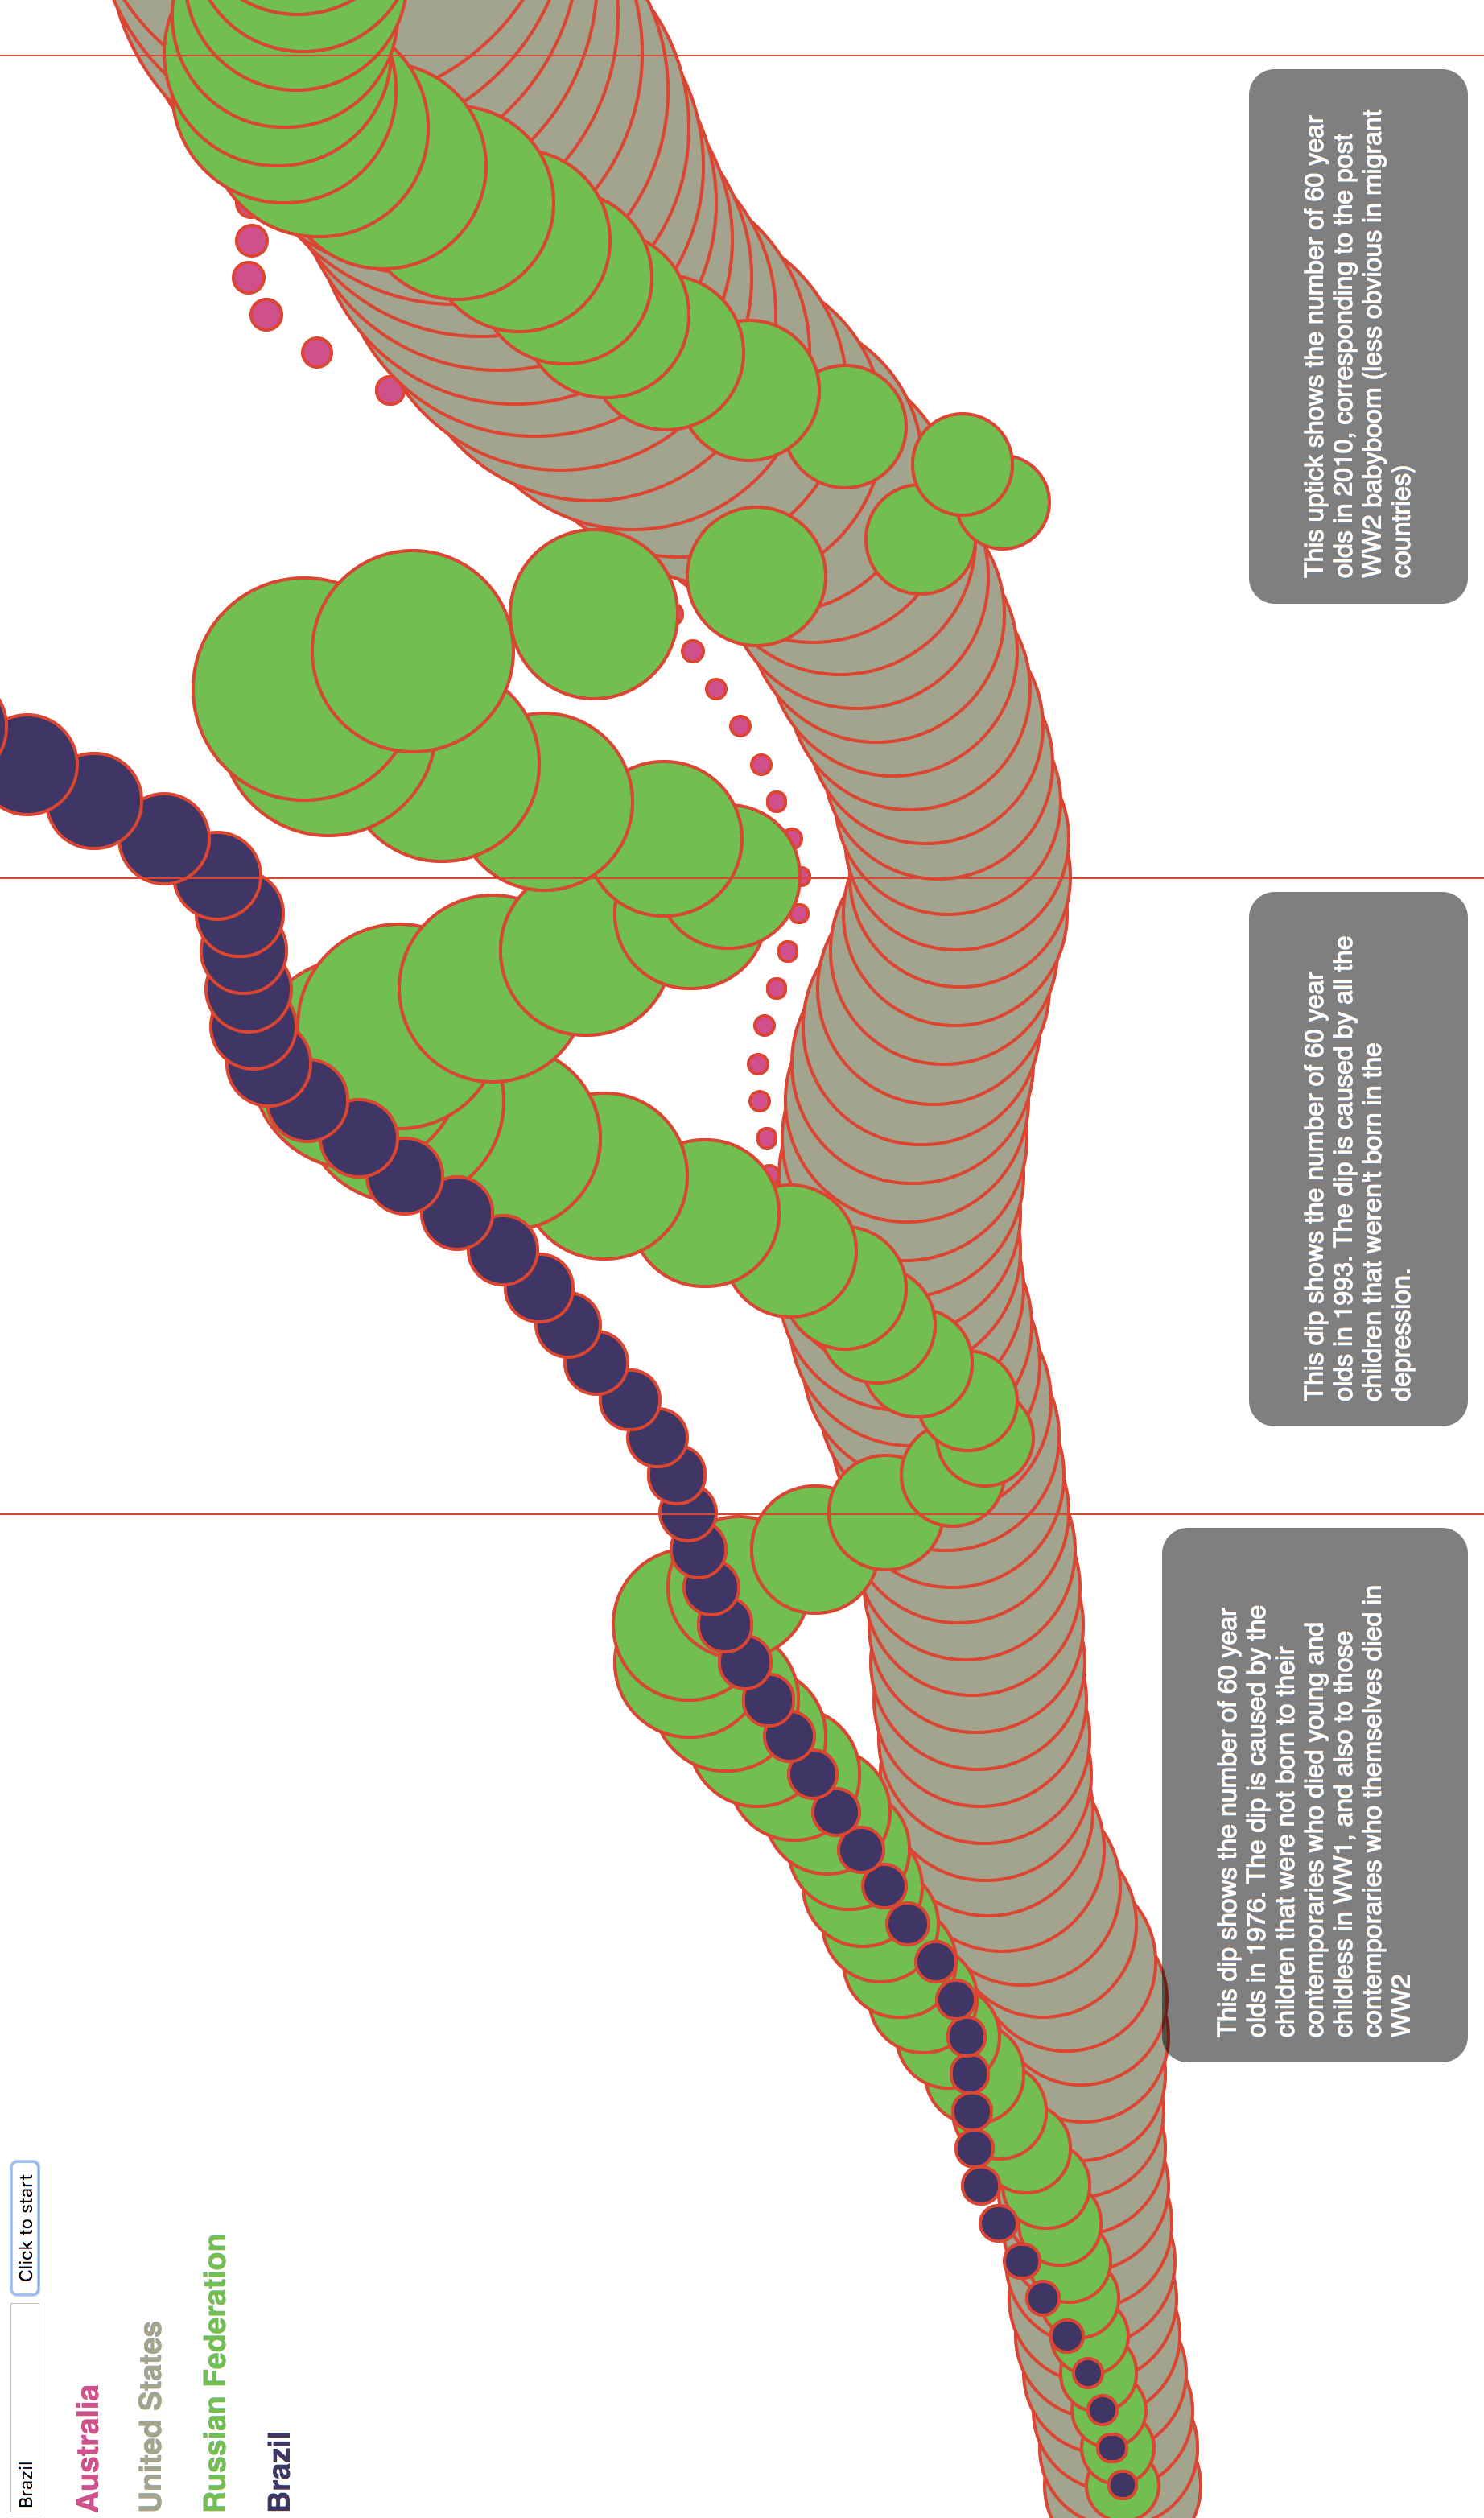 Brazil
Click to start
Australia
United States
Russian Federation
Brazil
This dip shows the number of 60 year
olds in 1976. The dip is caused by the
children that were not born to their
contemporaries who died young and
childless in WW1, and also to those
contemporaries who themselves died in
WW2
This dip shows the number of 60 year
olds in 1993. The dip is caused by all the
children that weren't born in the
depression.
This uptick shows the number of 60 year
olds in 2010, corresponding to the post
WW2 babyboom (less obvious in migrant
countries)